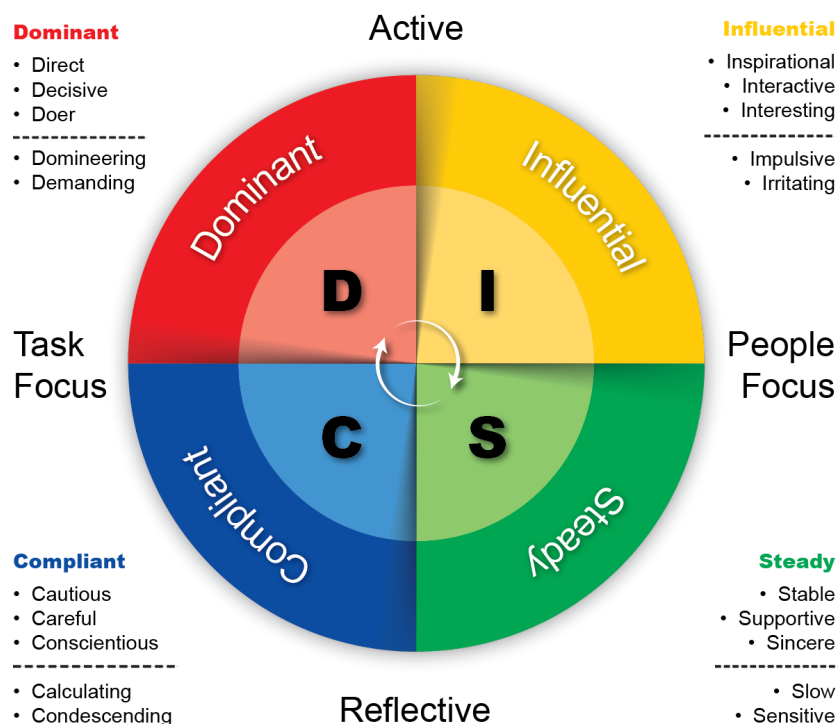 Active
Dominant
• Direct
• Decisive
• Doer
• Domineering
• Demanding
Influential
• Inspirational
• Interactive
• Interesting
• Impulsive
• Irritating
Dominant
Influential
D
I
Task
Focus
People
Focus
C
S
Compliant
Steady
Compliant
• Cautious
• Careful
• Conscientious
• Calculating
• Condescending
Steady
• Stable
• Supportive
• Sincere
• Slow
• Sensitive
Reflective